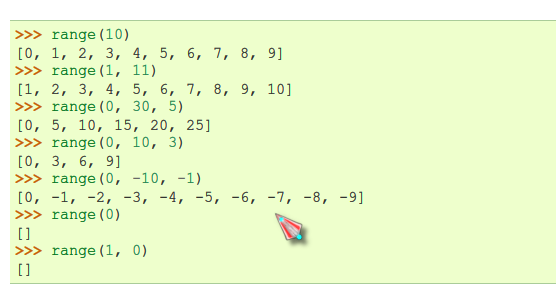 >>> range(10)
[0, 1, 2, 3, 4, 5, 6, 7, 8, 9]
>>> range(1, 11)
[1, 2, 3, 4, 5, 6, 7, 8, 9, 10]
>>> range(0, 30, 5)
[0, 5, 10, 15, 20, 25]
>>> range(0, 10, 3)
[0, 3, 6, 9]
>>> range(0, -10, -1)
[0, -1, -2, -3, -4, -5, -6, -7, -8, -9]
>>> range(0)
[]
>>> range(1, 0)
[]